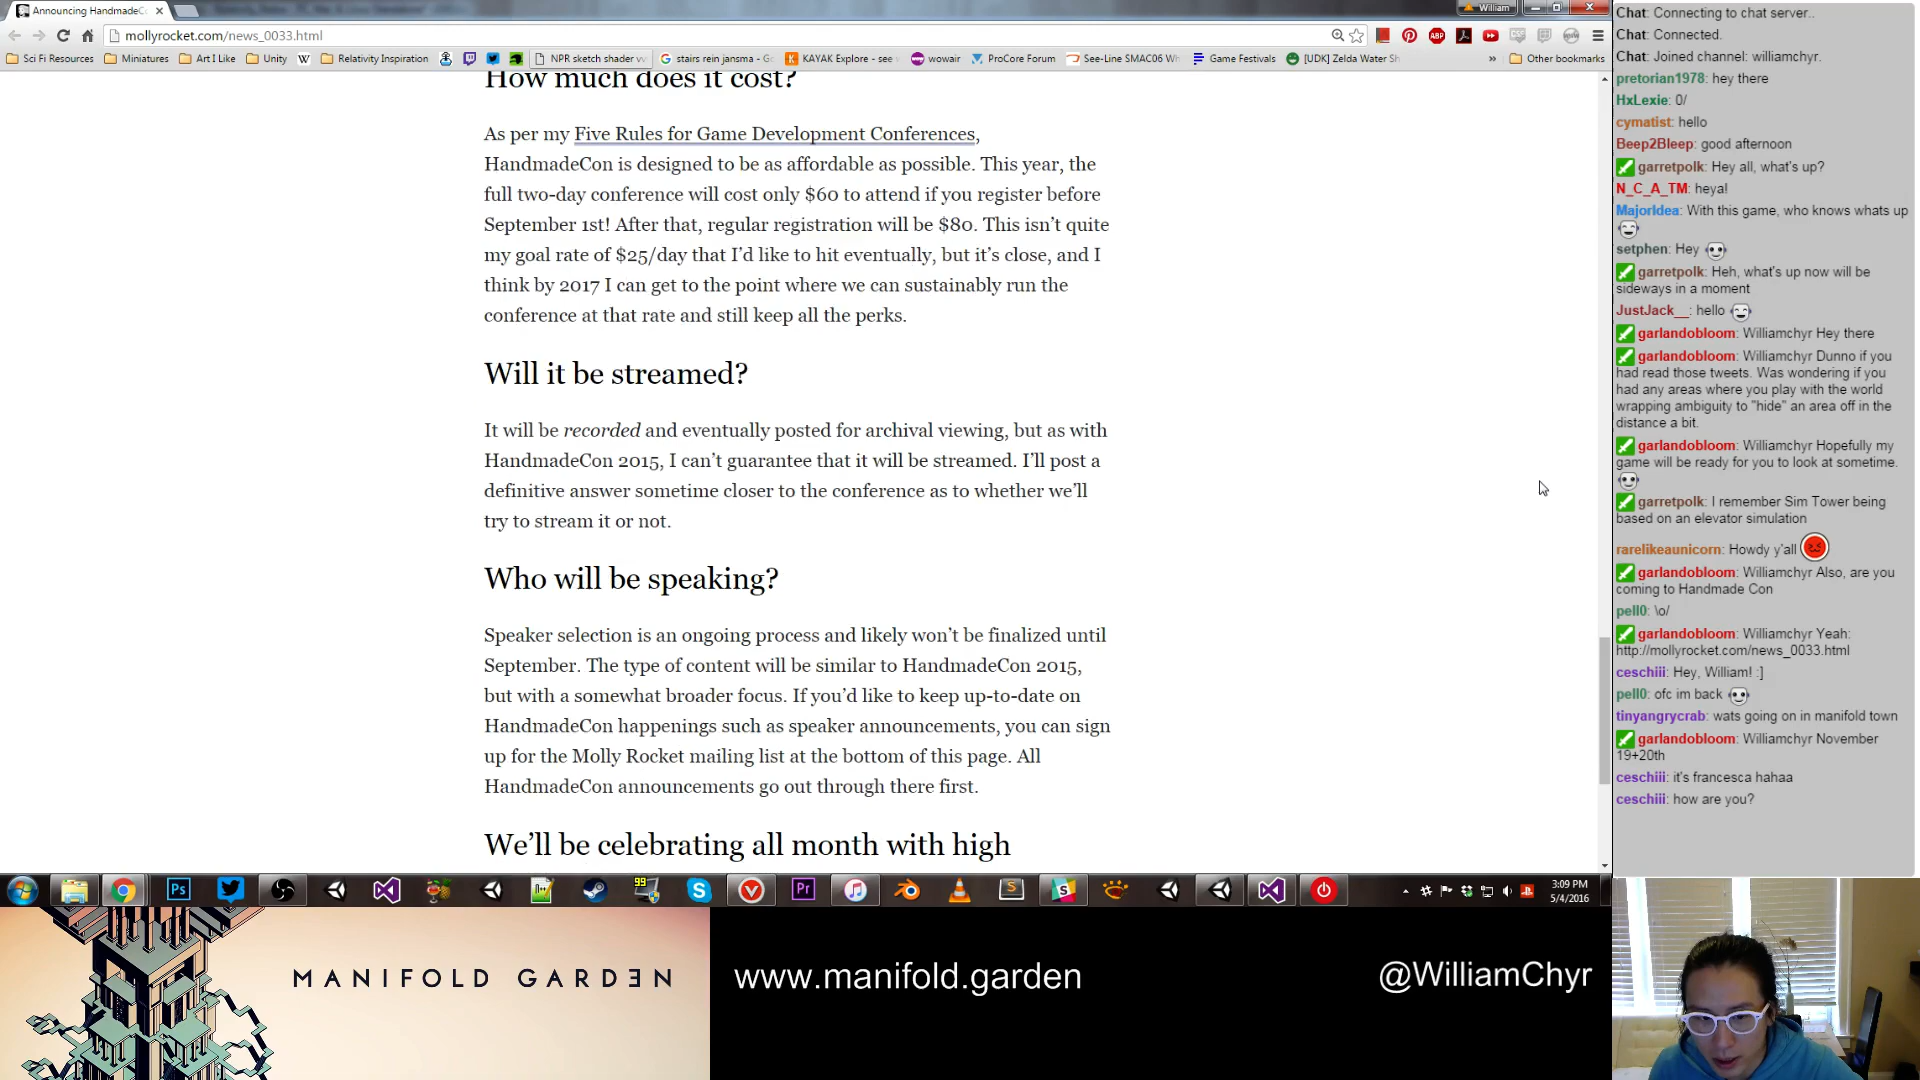 Announcing HandmadeC
William
mollyrocket.com/news_0033.html
Sci Fi Resources
Miniatures
Art I Like
Unity
Relativity Inspiration
NPR sketch shader
stairs rein jansma - G
KAYAK Explore - see
wowair
ProCore Forum
See-Line SMAC06 W
Game Festivals
[UDK] Zelda Water S
»
Other bookmarks
How much does it cost?
As per my Five Rules for Game Development Conferences,
HandmadeCon is designed to be as affordable as possible. This year, the
full two-day conference will cost only $60 to attend if you register before
September 1st! After that, regular registration will be $80. This isn’t quite
my goal rate of $25/day that I’d like to hit eventually, but it’s close, and I
think by 2017 I can get to the point where we can sustainably run the
conference at that rate and still keep all the perks.
Will it be streamed?
It will be recorded and eventually posted for archival viewing, but as with
HandmadeCon 2015, I can’t guarantee that it will be streamed. I’ll post a
definitive answer sometime closer to the conference as to whether we’ll
try to stream it or not.
Who will be speaking?
Speaker selection is an ongoing process and likely won’t be finalized until
September. The type of content will be similar to HandmadeCon 2015,
but with a somewhat broader focus. If you’d like to keep up-to-date on
HandmadeCon happenings such as speaker announcements, you can sign
up for the Molly Rocket mailing list at the bottom of this page. All
HandmadeCon announcements go out through there first.
We’ll be celebrating all month with high
Chat: Connecting to chat server..
Chat: Connected.
Chat: Joined channel: williamchyr.
pretorian1978: hey there
HxLexie: 0/
cymatist: hello
Beep2Bleep: good afternoon
garretpolk: Hey all, what's up?
N_C_A_TM: heya!
MajorIdea: With this game, who knows whats up
setphen: Hey
garretpolk: Heh, what's up now will be
sideways in a moment
JustJack__: hello
garlandobloom: Williamchyr Hey there
garlandobloom: Williamchyr Dunno if you
had read those tweets. Was wondering if you
had any areas where you play with the world
wrapping ambiguity to "hide" an area off in the
distance a bit.
garlandobloom: Williamchyr Hopefully my
game will be ready for you to look at sometime.
garretpolk: I remember Sim Tower being
based on an elevator simulation
rarelikeaunicorn: Howdy y'all
garlandobloom: Williamchyr Also, are you
coming to Handmade Con
pell0: \o/
garlandobloom: Williamchyr Yeah:
http://mollyrocket.com/news_0033.html
ceschiii: Hey, William! :]
pell0: ofc im back
tinyangrycrab: wats going on in manifold town
garlandobloom: Williamchyr November
19+20th
ceschiii: it's francesca hahaa
ceschiii: how are you?
Ps
99
Pr
3:09 PM
5/4/2016
MANIFOLD GARDƎN
www.manifold.garden
@WilliamChyr